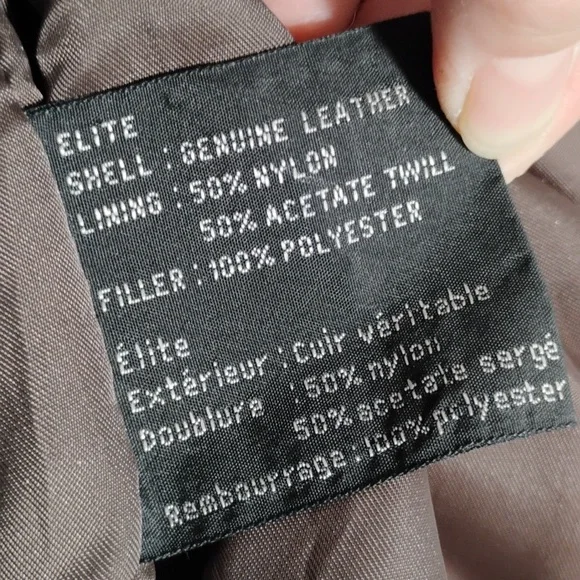 ELITE
SHELL : GENUINE LEATHER
LINING : 50% NYLON
50% ACETATE TWILL
FILLER : 100% POLYESTER
Élite
Extérieur : Cuir véritable
Doublure : 50% nylon
50% acetate sergé
Rembourrage : 100% polyester